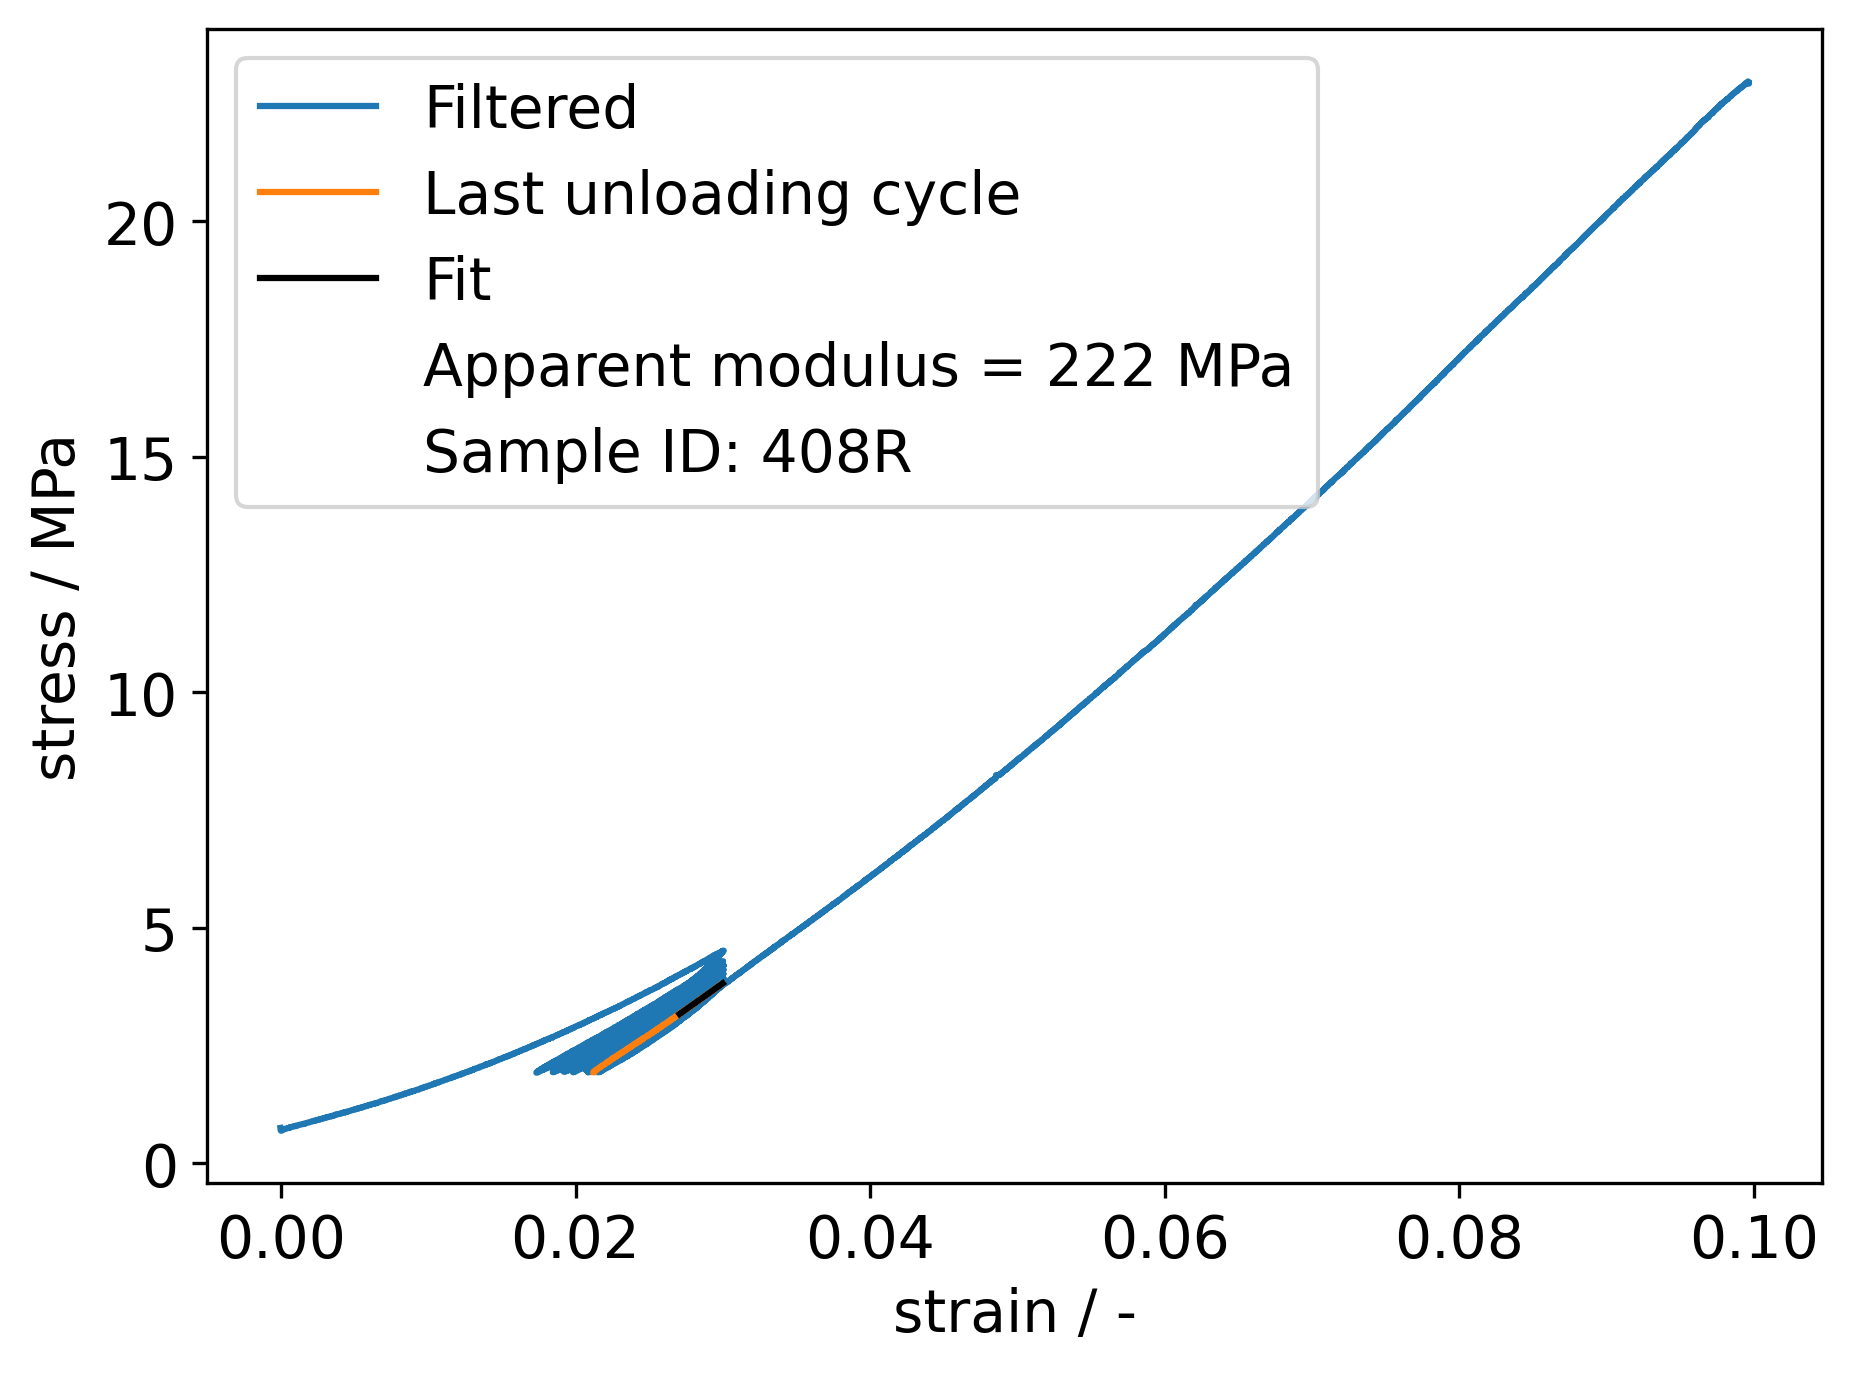 Filtered
Last unloading cycle
Fit
Apparent modulus = 222 MPa
Sample ID: 408R
stress / MPa
20
15
10
5
0
0.00 0.02 0.04 0.06 0.08 0.10
strain / -